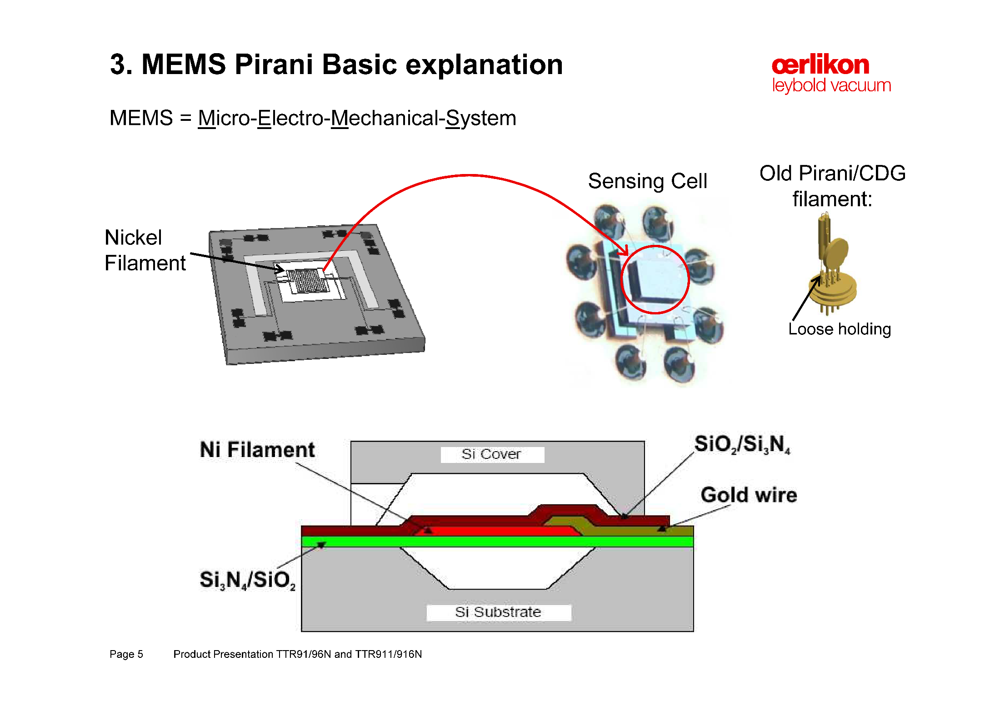 3. MEMS Pirani Basic explanation
œrlikon
leybold vacuum
MEMS = Micro-Electro-Mechanical-System
Sensing Cell
Old Pirani/CDG
filament:
Nickel
Filament
Loose holding
Ni Filament
Si Cover
SiO₂/Si₃N₄
Gold wire
Si₃N₄/SiO₂
Si Substrate
Page 5 Product Presentation TTR91/96N and TTR911/916N